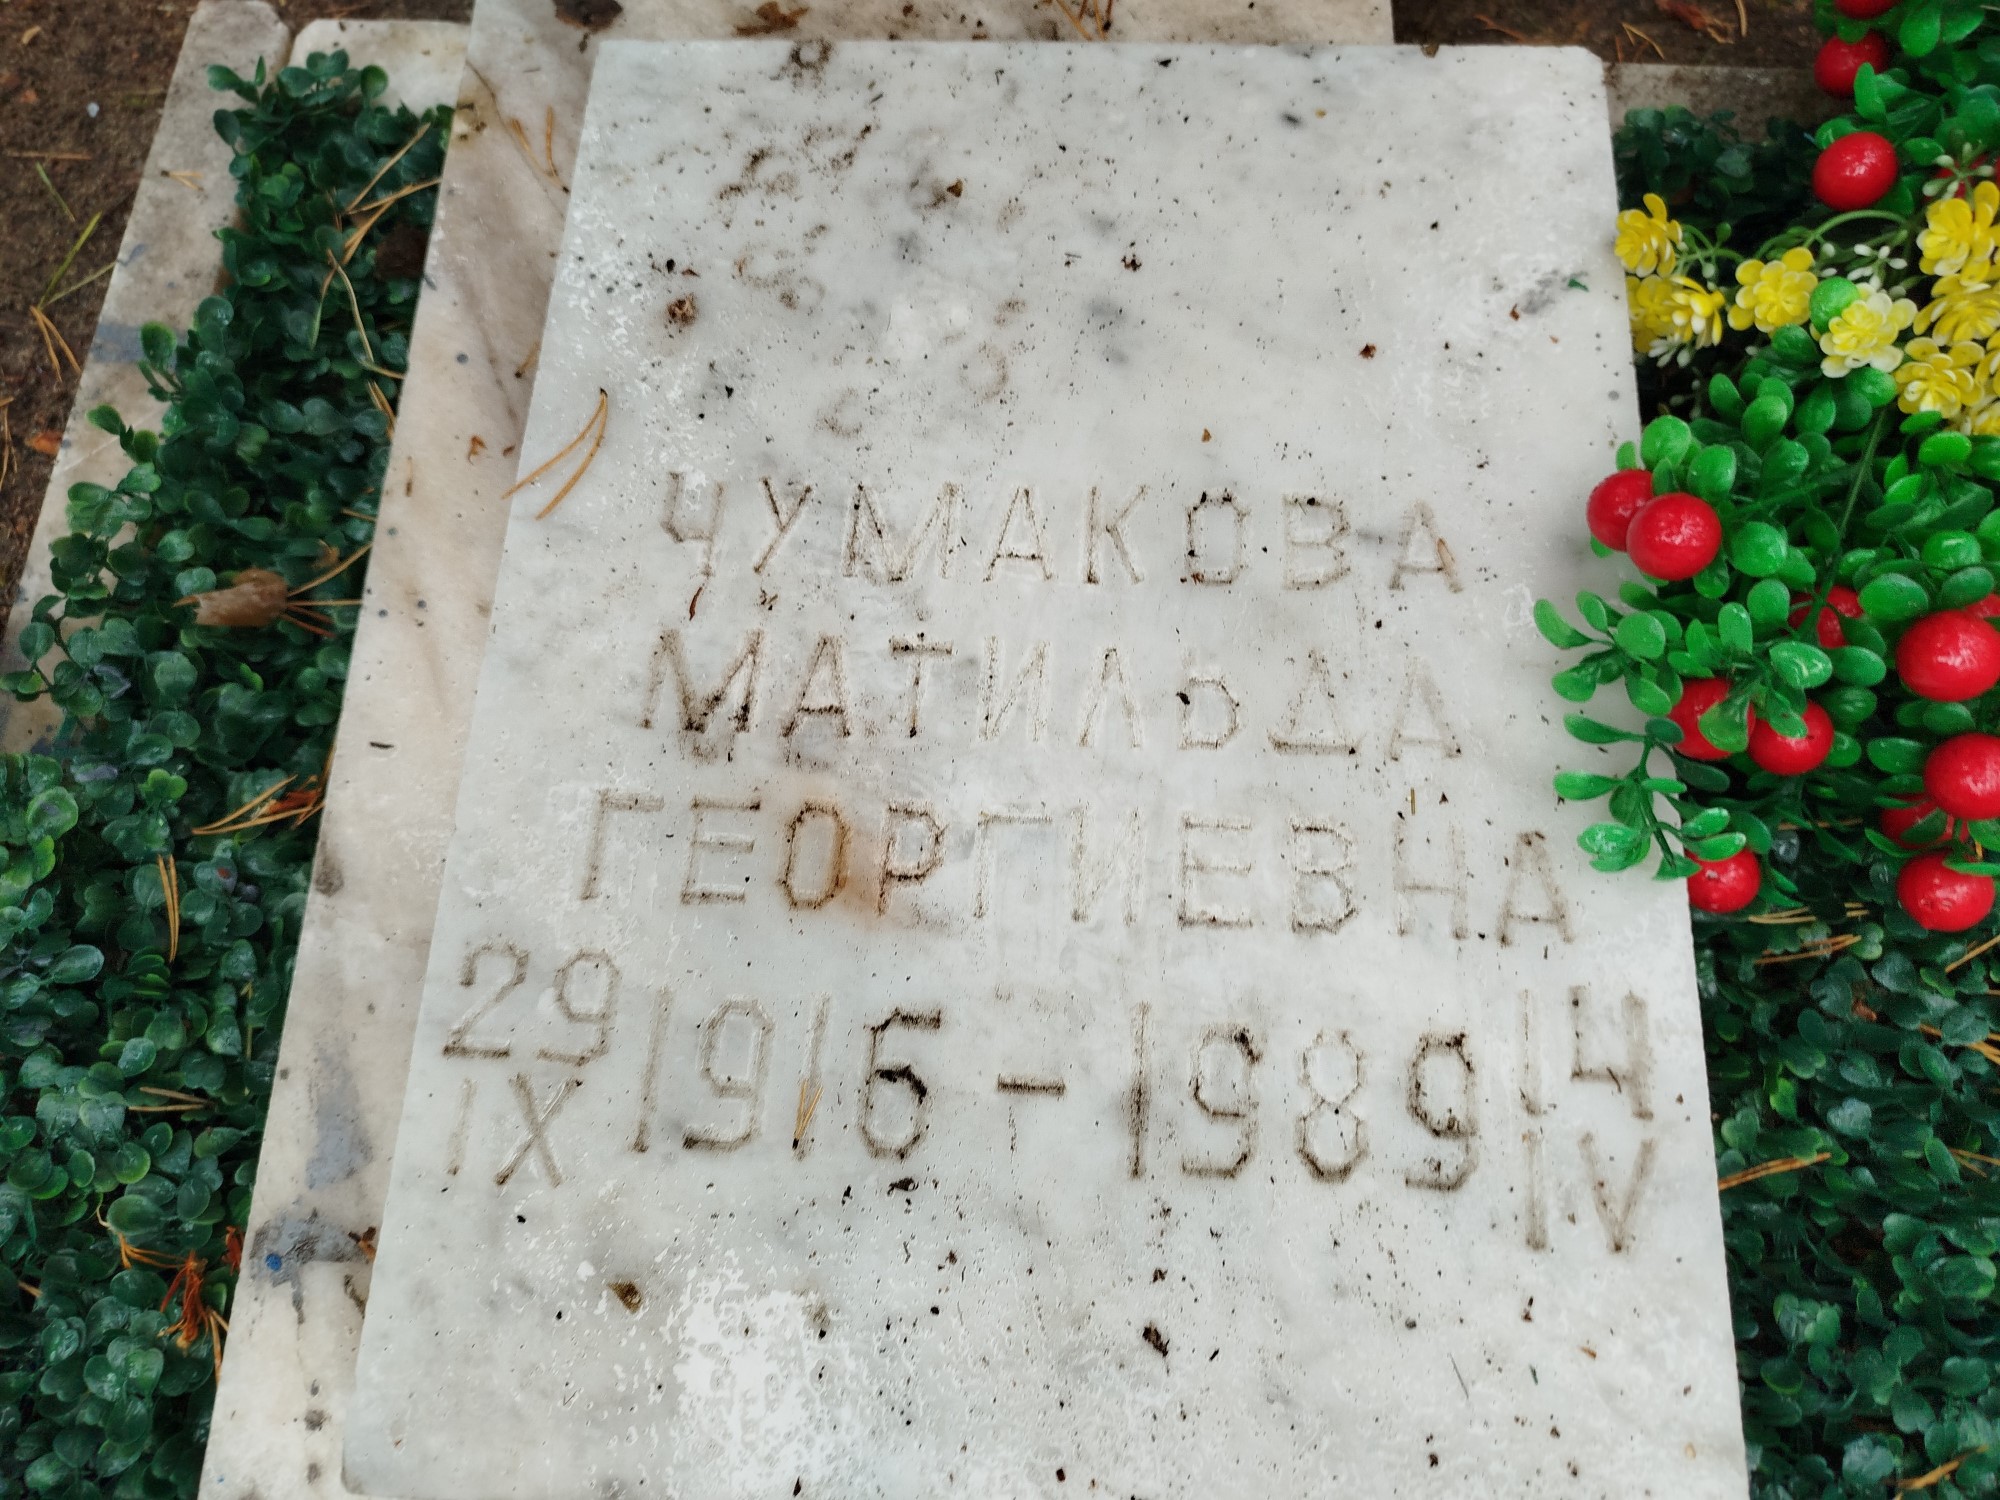 ЧУМАКОВА
МАТИЛЬДА
ГЕОРГИЕВНА
29 IX 1916-1989 14 IV